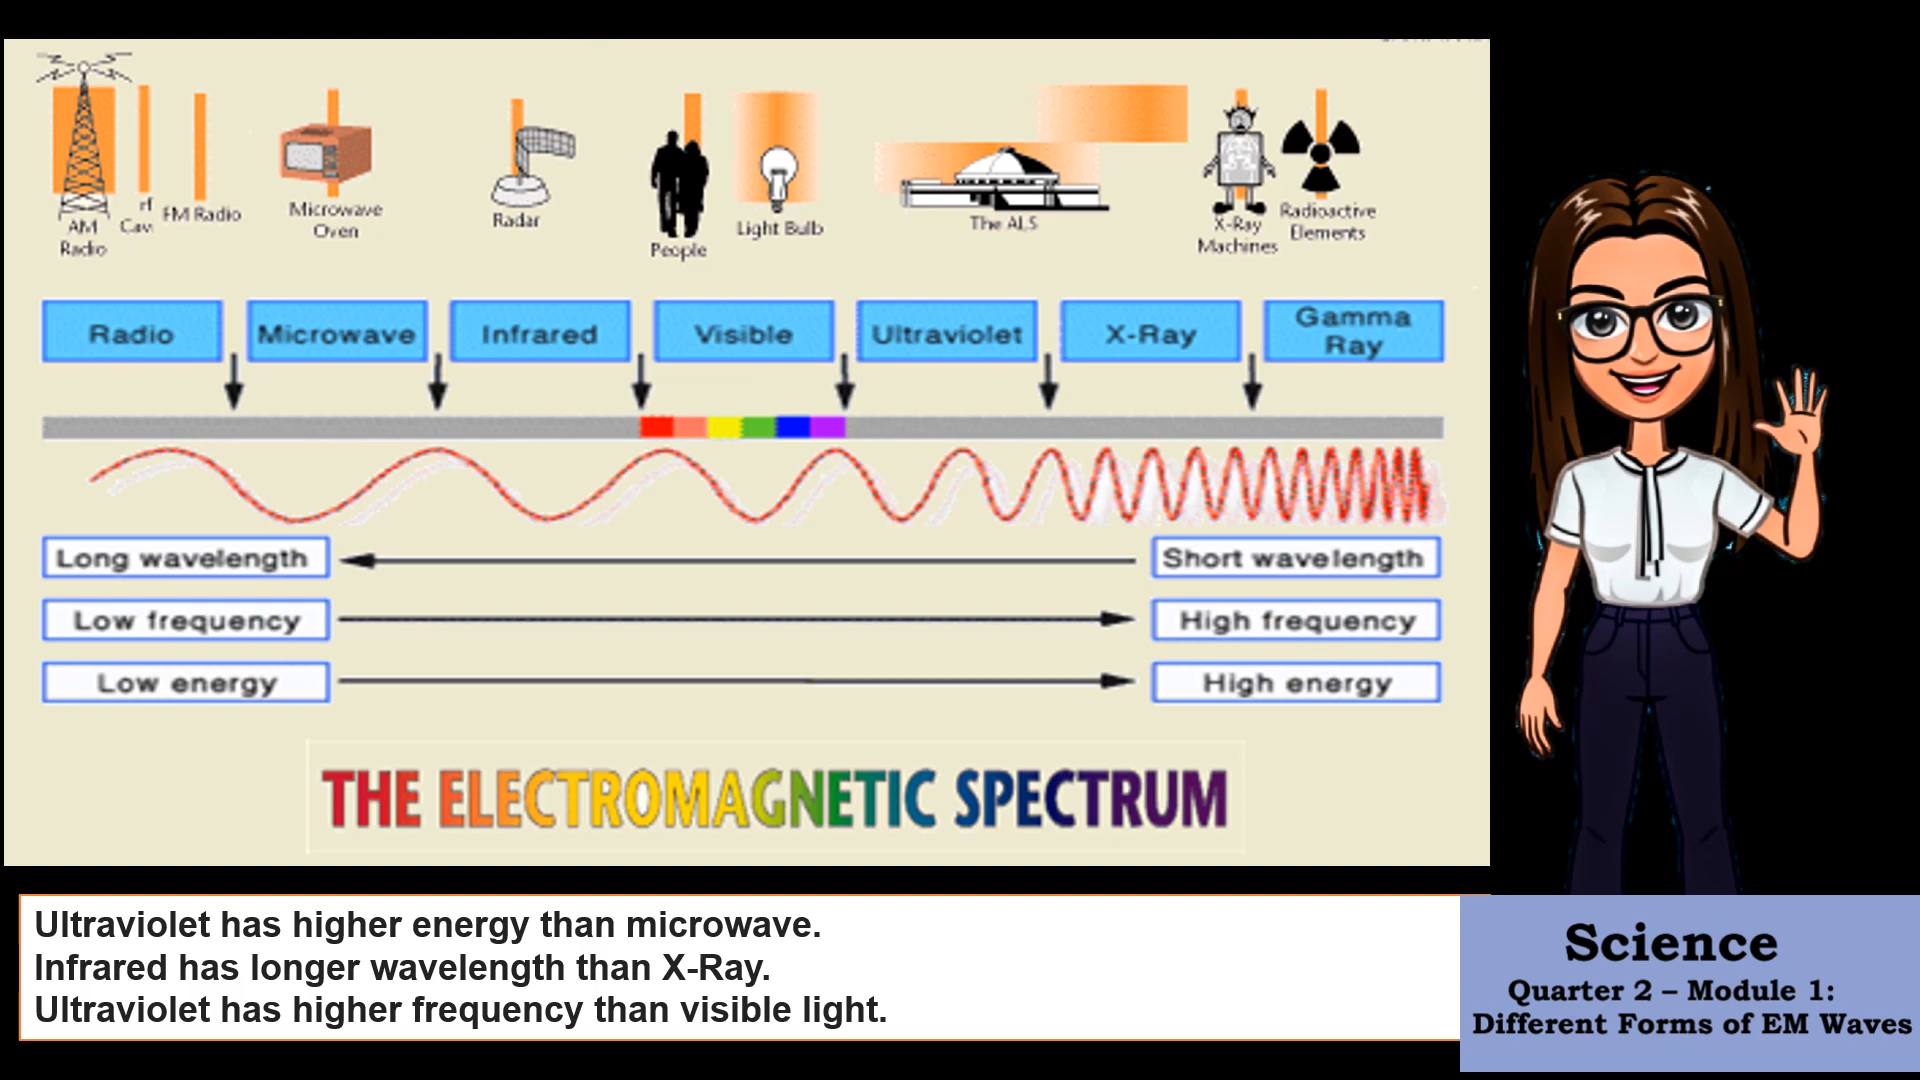 AM
Radio
rf
Cavi
FM Radio
Microwave
Oven
Radar
People
Light Bulb
The ALS
X-Ray
Machines
Radioactive
Elements
Radio
Microwave
Infrared
Visible
Ultraviolet
X-Ray
Gamma
Ray
Long wavelength
Short wavelength
Low frequency
High frequency
Low energy
High energy
THE ELECTROMAGNETIC SPECTRUM
Ultraviolet has higher energy than microwave.
Infrared has longer wavelength than X-Ray.
Ultraviolet has higher frequency than visible light.
Science
Quarter 2 – Module 1:
Different Forms of EM Waves